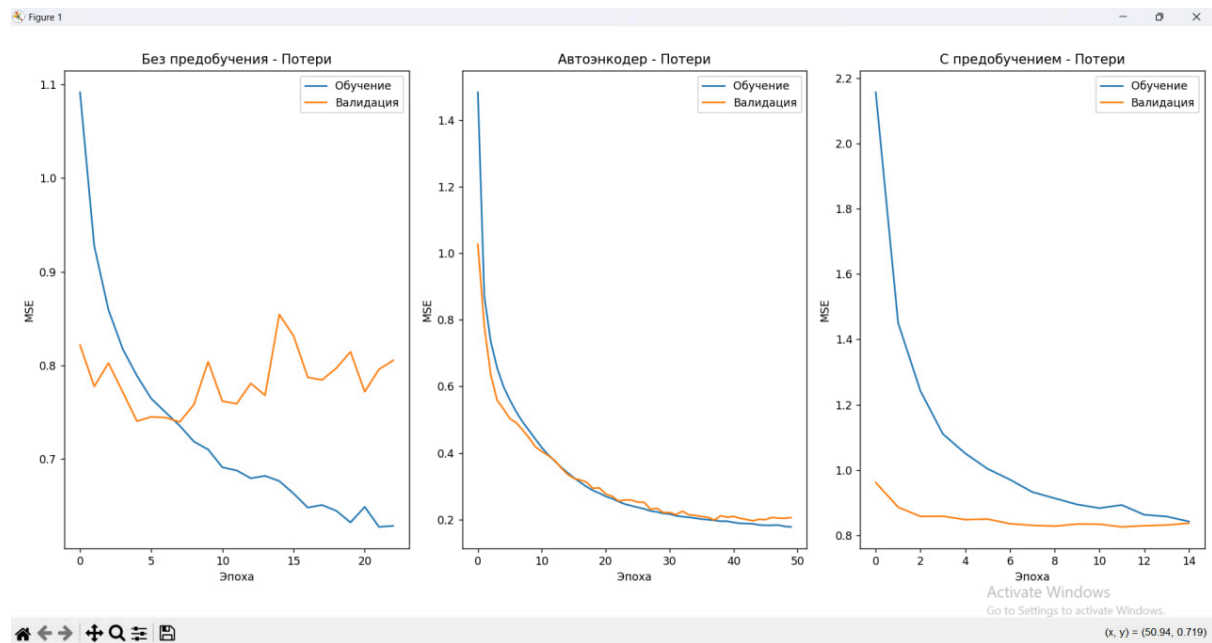 Figure 1
Без предобучения - Потери
Обучение
Валидация
1.1
1.0
0.9
0.8
0.7
MSE
0 5 10 15 20
Эпоха
Автоэнкодер - Потери
Обучение
Валидация
1.4
1.2
1.0
0.8
0.6
0.4
0.2
MSE
0 10 20 30 40 50
Эпоха
С предобучением - Потери
Обучение
Валидация
2.2
2.0
1.8
1.6
1.4
1.2
1.0
0.8
MSE
0 2 4 6 8 10 12 14
Эпоха
Activate Windows
Go to Settings to activate Windows.
(x, y) = (50.94, 0.719)